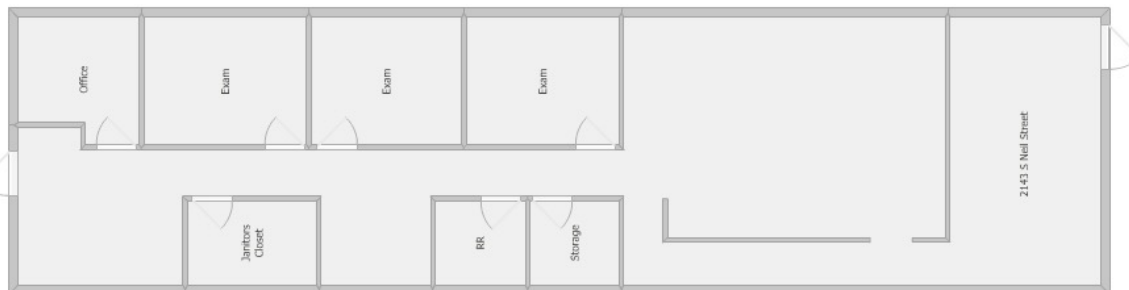 Office
Exam
Exam
Exam
2143 S Neil Street
Janitors
Closet
RR
Storage